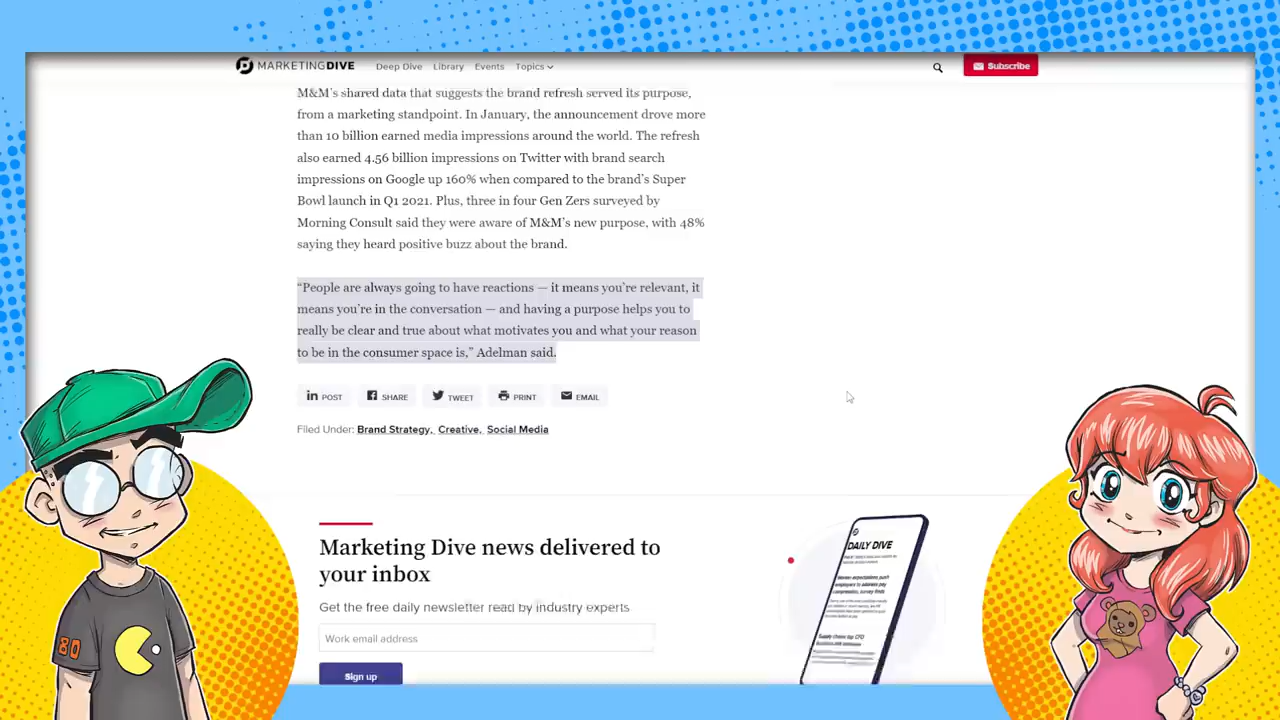 MARKETINGDIVE Deep Dive Library Events Topics Subscribe
M&M's shared data that suggests the brand refresh served its purpose,
from a marketing standpoint. In January, the announcement drove more
than 10 billion earned media impressions around the world. The refresh
also earned 4.56 billion impressions on Twitter with brand search
impressions on Google up 160% when compared to the brand's Super
Bowl launch in Q1 2021. Plus, three in four Gen Zers surveyed by
Morning Consult said they were aware of M&M's new purpose, with 48%
saying they heard positive buzz about the brand.
“People are always going to have reactions — it means you're relevant, it
means you're in the conversation — and having a purpose helps you to
really be clear and true about what motivates you and what your reason
to be in the consumer space is,” Adelman said.
in POST SHARE TWEET PRINT EMAIL
Filed Under: Brand Strategy, Creative, Social Media
Marketing Dive news delivered to
your inbox
Get the free daily newsletter read by industry experts
Work email address
Sign up
DAILY DIVE
80